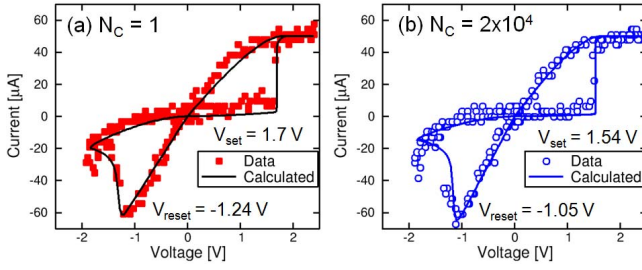 (a) N_C = 1
Current [µA]
60
40
20
0
-20
-40
-60
V_set = 1.7 V
Data
Calculated
V_reset = -1.24 V
-2 -1 0 1 2
Voltage [V]
(b) N_C = 2x10^4
Current [µA]
60
40
20
0
-20
-40
-60
V_set = 1.54 V
Data
Calculated
V_reset = -1.05 V
-2 -1 0 1 2
Voltage [V]